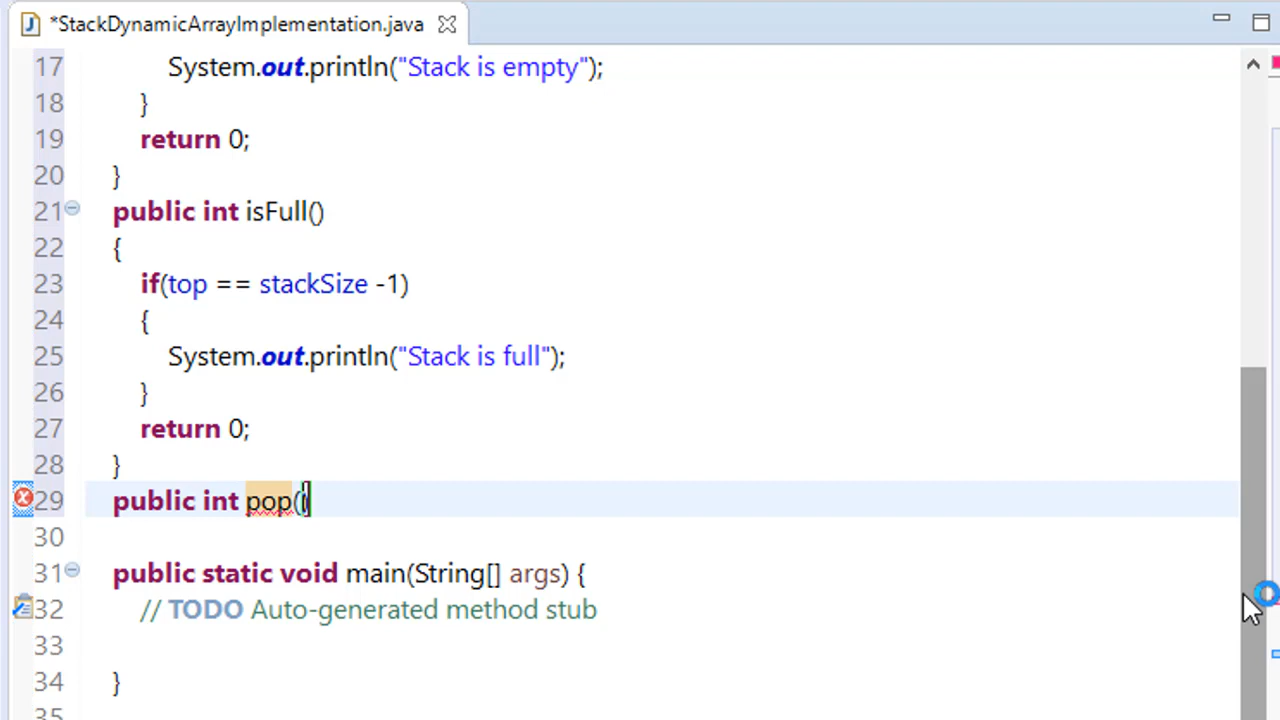 *StackDynamicArrayImplementation.java
17 System.out.println("Stack is empty");
18 }
19 return 0;
20 }
21 public int isFull()
22 {
23 if(top == stackSize -1)
24 {
25 System.out.println("Stack is full");
26 }
27 return 0;
28 }
29 public int pop()
30
31 public static void main(String[] args) {
32 // TODO Auto-generated method stub
33
34 }
35